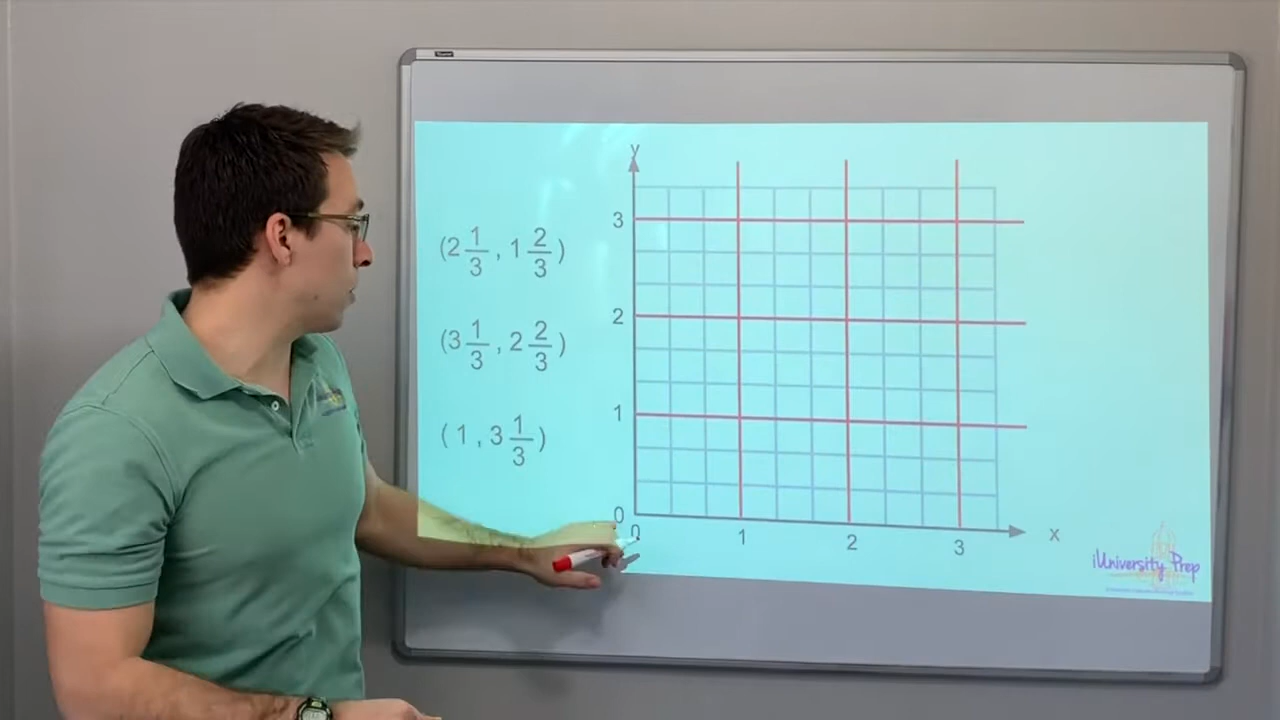 (2 1/3 , 1 2/3)
(3 1/3 , 2 2/3)
( 1 , 3 1/3)
y
3
2
1
0
0
1
2
3
x
iUniversity Prep